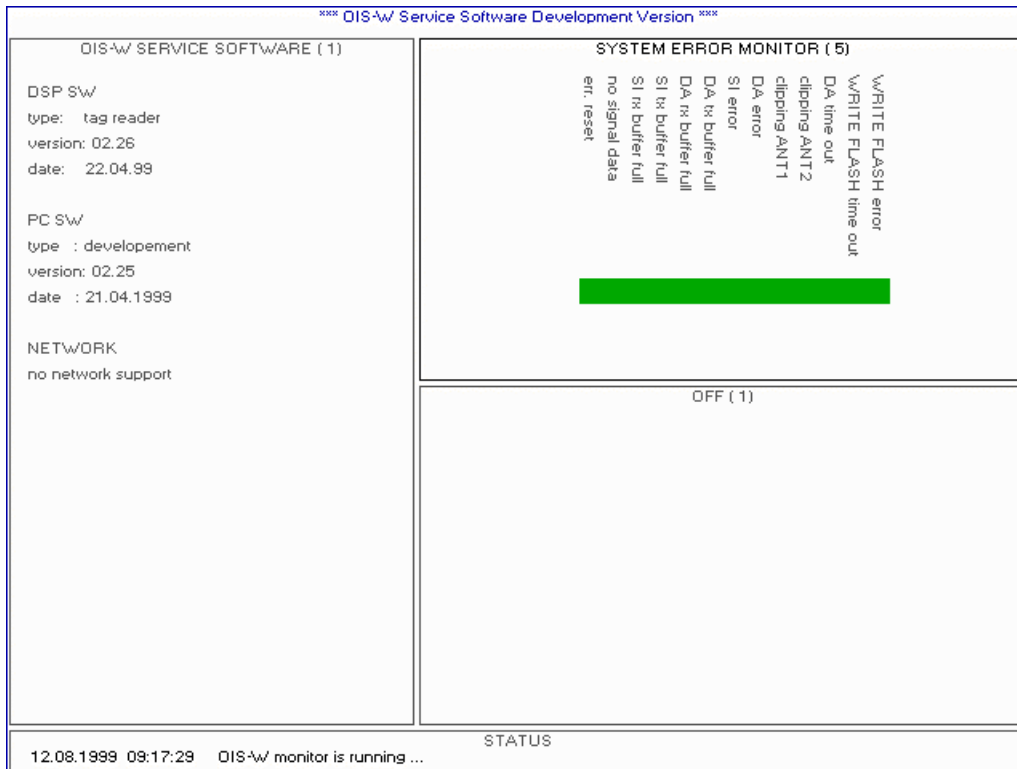 *** OIS-W Service Software Development Version ***
OIS-W SERVICE SOFTWARE ( 1 )
DSP SW
type: tag reader
version: 02.26
date: 22.04.99
PC SW
type : developement
version: 02.25
date : 21.04.1999
NETWORK
no network support
SYSTEM ERROR MONITOR ( 5 )
err. reset
no signal data
SI rx buffer full
SI tx buffer full
DA rx buffer full
DA tx buffer full
SI error
DA error
clipping ANT1
clipping ANT2
DA time out
WRITE FLASH time out
WRITE FLASH error
OFF ( 1 )
STATUS
12.08.1999 09:17:29 OIS-W monitor is running ...